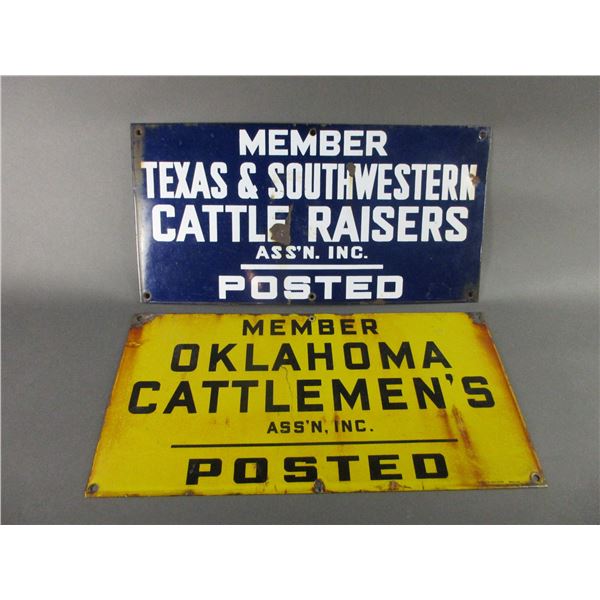 MEMBER
TEXAS & SOUTHWESTERN
CATTLE RAISERS
ASS'N. INC.
POSTED
MEMBER
OKLAHOMA
CATTLEMEN'S
ASS'N, INC.
POSTED